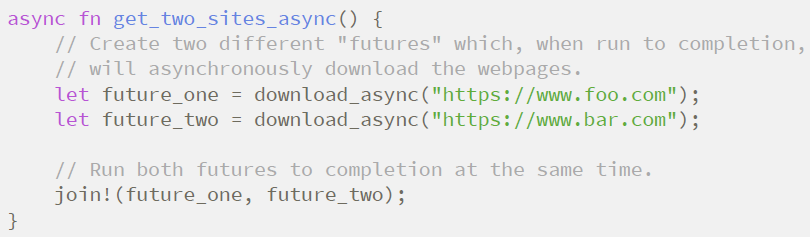 async fn get_two_sites_async() {
    // Create two different "futures" which, when run to completion,
    // will asynchronously download the webpages.
    let future_one = download_async("https://www.foo.com");
    let future_two = download_async("https://www.bar.com");

    // Run both futures to completion at the same time.
    join!(future_one, future_two);
}